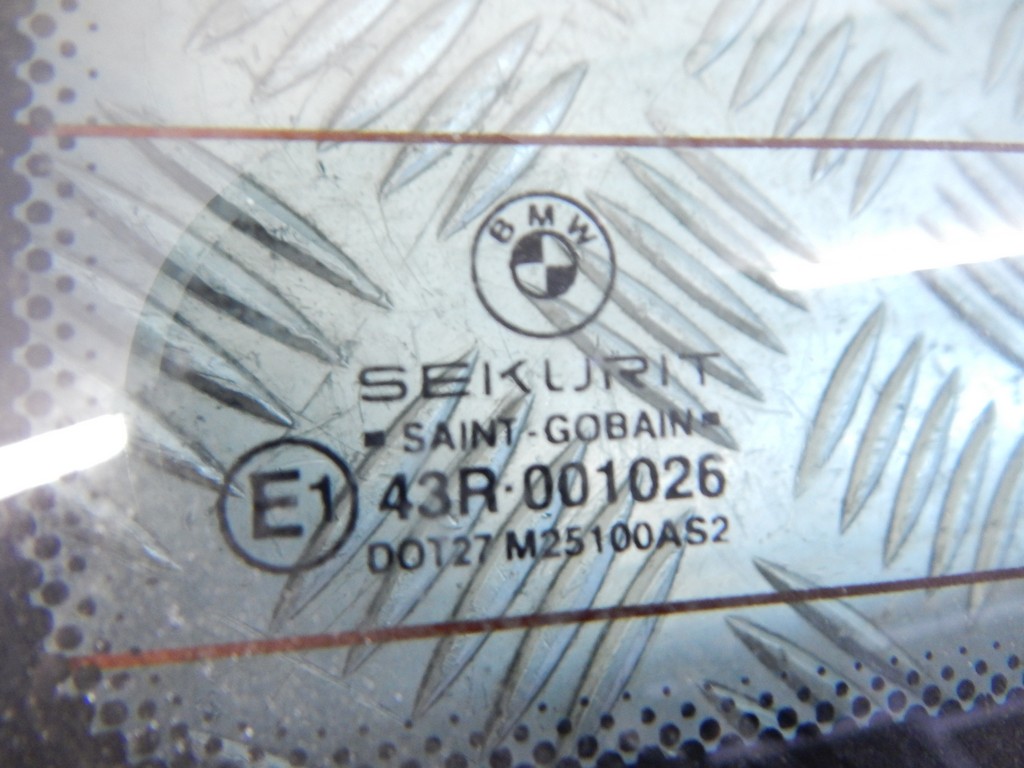 BMW
SEKURIT
SAINT-GOBAIN
E1 43R-001026
DOT27 M25100AS2